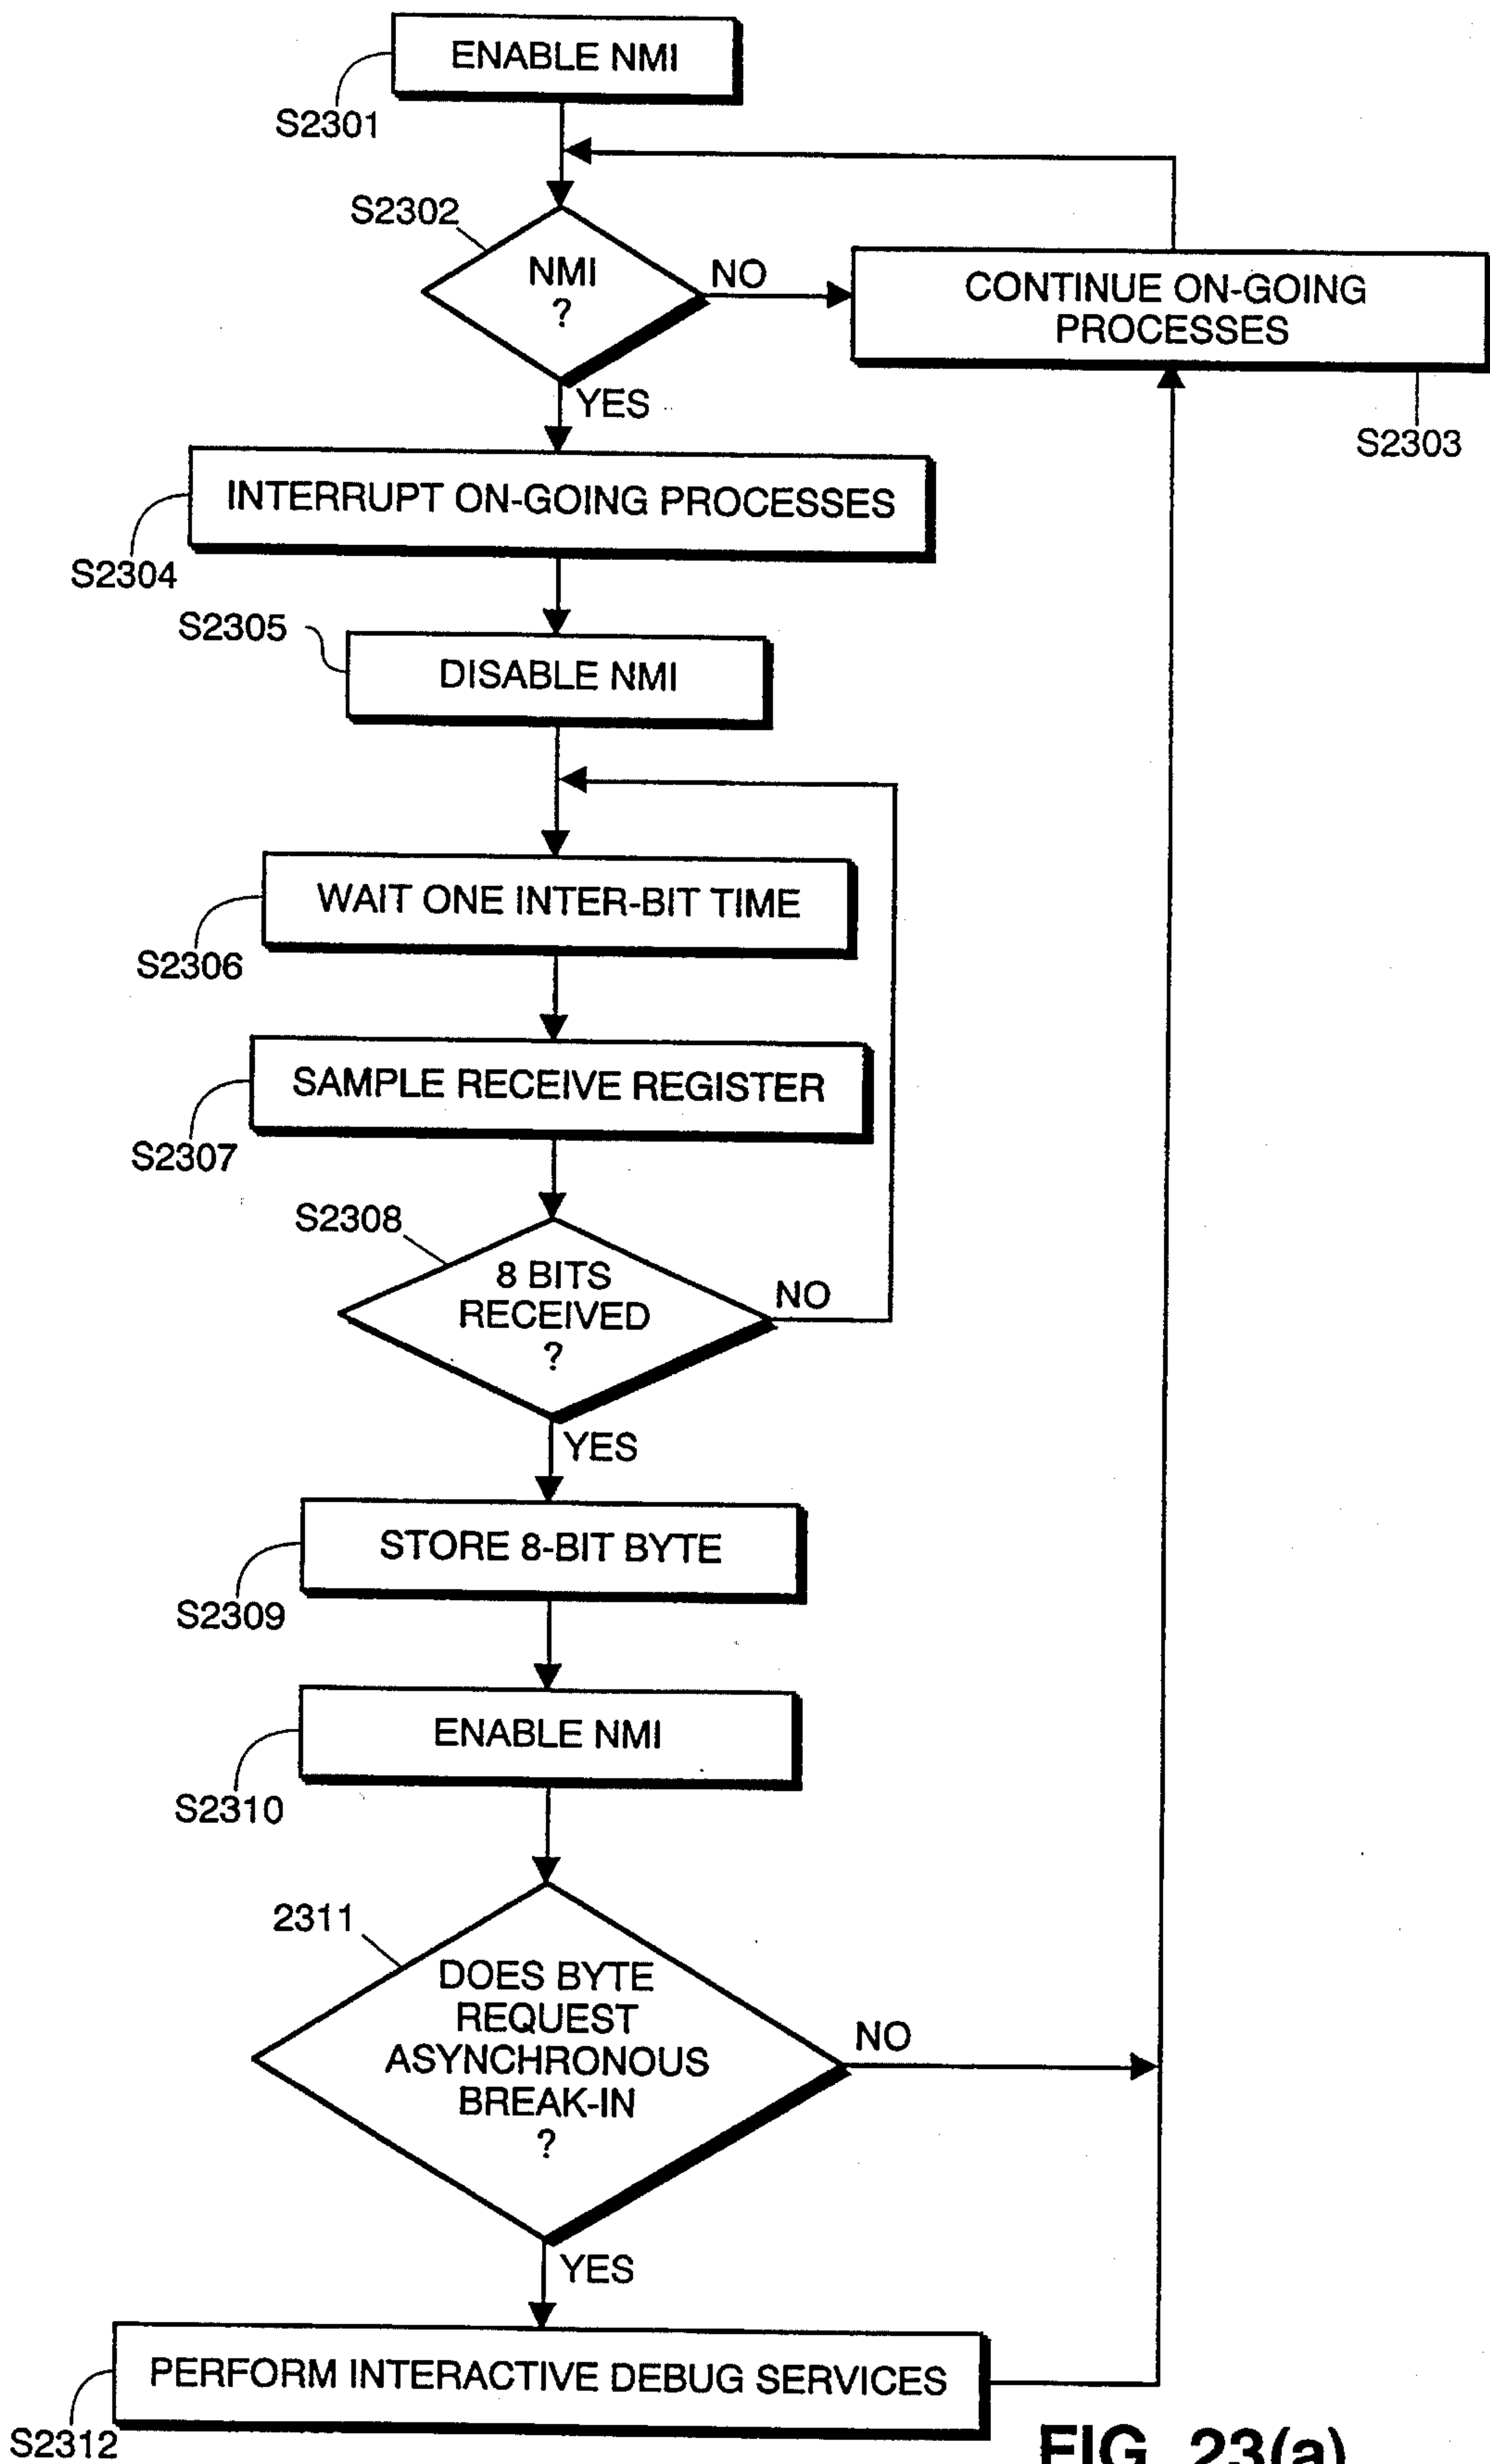 ENABLE NMI
S2301
S2302
NMI
?
NO
CONTINUE ON-GOING
PROCESSES
S2303
YES
INTERRUPT ON-GOING PROCESSES
S2304
S2305
DISABLE NMI
WAIT ONE INTER-BIT TIME
S2306
SAMPLE RECEIVE REGISTER
S2307
S2308
8 BITS
RECEIVED
?
NO
YES
STORE 8-BIT BYTE
S2309
ENABLE NMI
S2310
2311
DOES BYTE
REQUEST
ASYNCHRONOUS
BREAK-IN
?
NO
YES
PERFORM INTERACTIVE DEBUG SERVICES
S2312
FIG. 23(a)